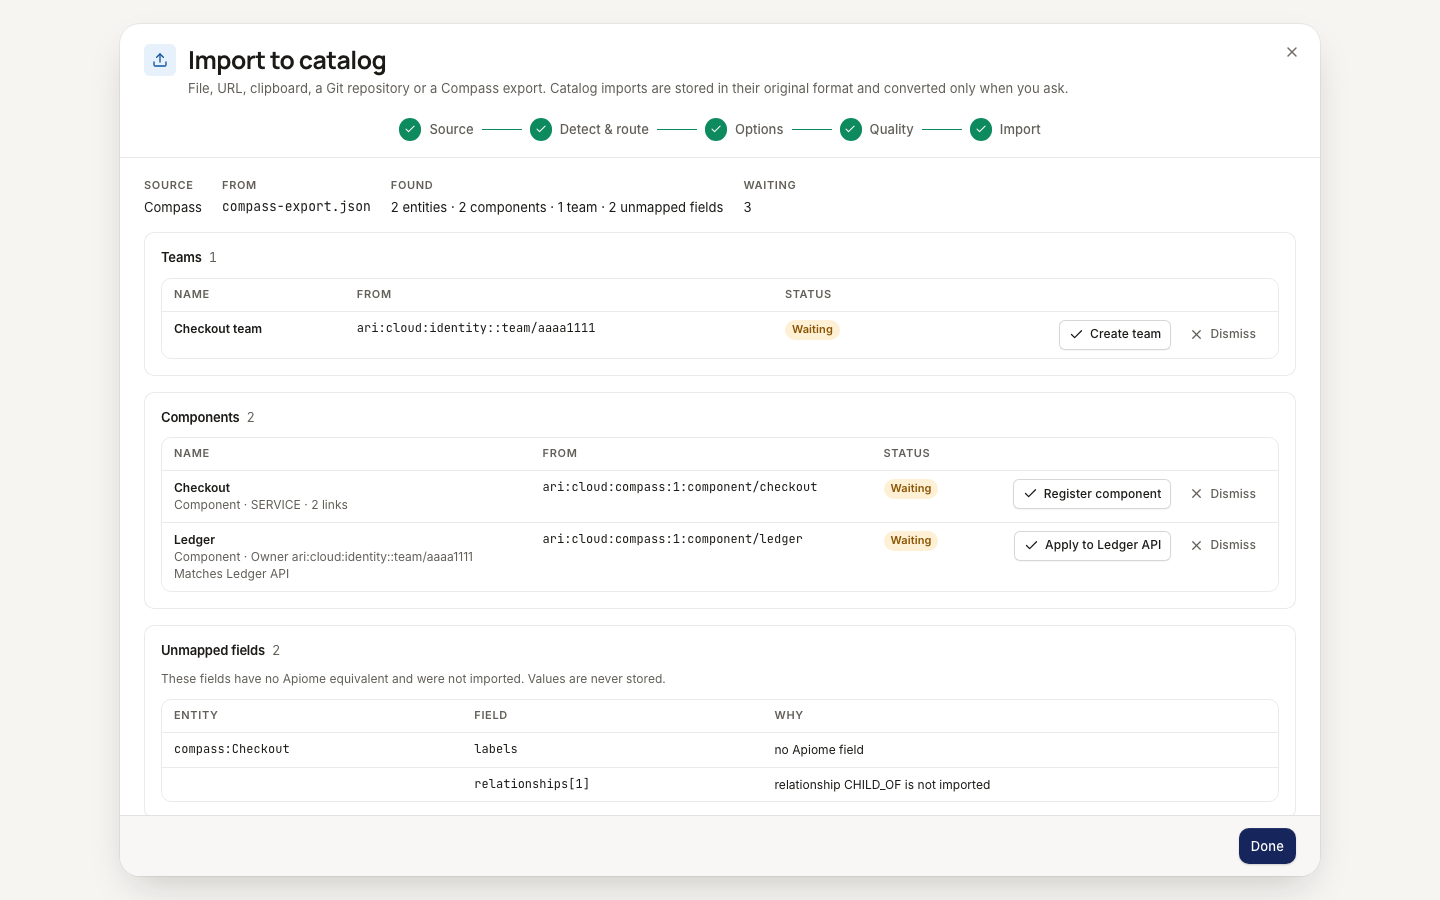 Import to catalog
File, URL, clipboard, a Git repository or a Compass export. Catalog imports are stored in their original format and converted only when you ask.
Source Detect & route Options Quality Import
SOURCE FROM FOUND WAITING
Compass compass-export.json 2 entities · 2 components · 1 team · 2 unmapped fields 3
Teams 1
NAME FROM STATUS
Checkout team ari:cloud:identity::team/aaaa1111 Waiting Create team Dismiss
Components 2
NAME FROM STATUS
Checkout ari:cloud:compass:1:component/checkout Waiting Register component Dismiss
Component · SERVICE · 2 links
Ledger ari:cloud:compass:1:component/ledger Waiting Apply to Ledger API Dismiss
Component · Owner ari:cloud:identity::team/aaaa1111
Matches Ledger API
Unmapped fields 2
These fields have no Apiome equivalent and were not imported. Values are never stored.
ENTITY FIELD WHY
compass:Checkout labels no Apiome field
relationships[1] relationship CHILD_OF is not imported
Done